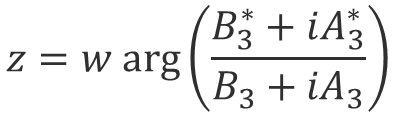 z = w arg((B₃* + iA₃*)/(B₃ + iA₃))